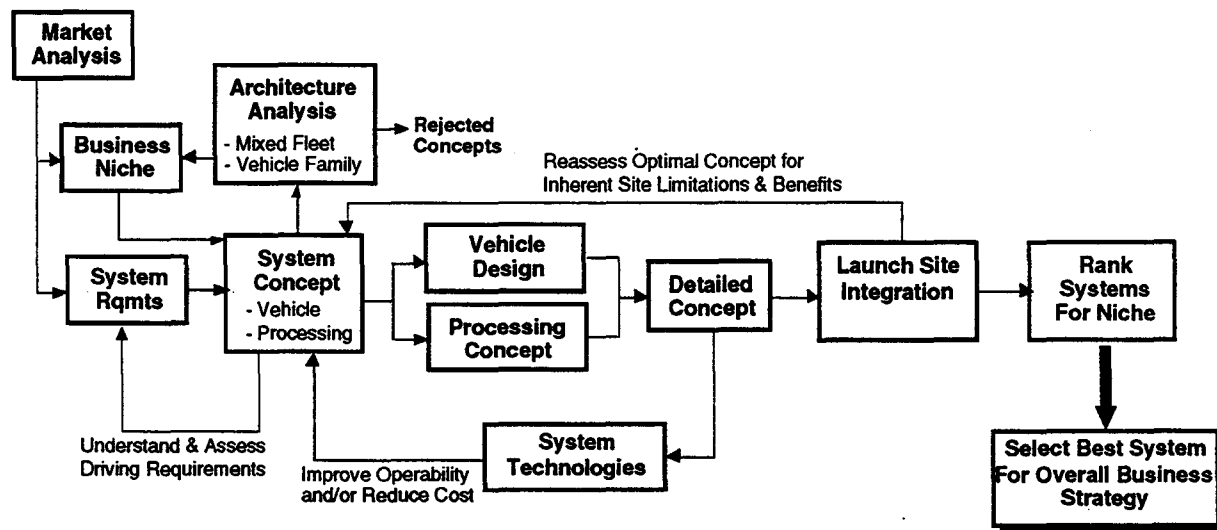 Market
Analysis
Architecture
Analysis
- Mixed Fleet
- Vehicle Family
Rejected
Concepts
Business
Niche
Reassess Optimal Concept for
Inherent Site Limitations & Benefits
System
Rqmts
System
Concept
- Vehicle
- Processing
Vehicle
Design
Processing
Concept
Detailed
Concept
Launch Site
Integration
Rank
Systems
For Niche
Understand & Assess
Driving Requirements
Improve Operability
and/or Reduce Cost
System
Technologies
Select Best System
For Overall Business
Strategy